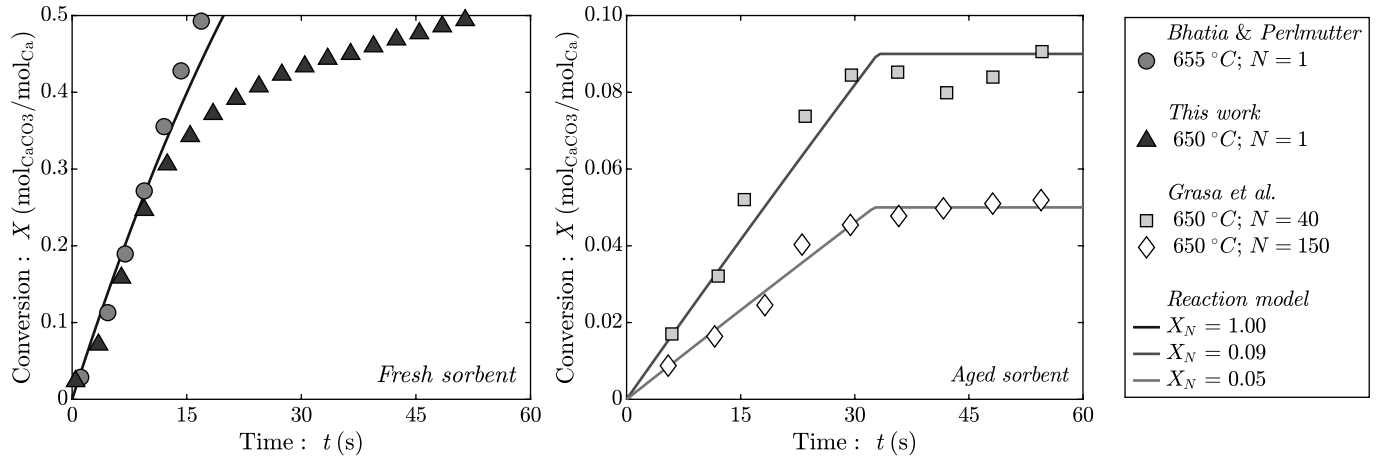 Conversion : X (mol_CaCO3/mol_Ca)
0.5
0.4
0.3
0.2
0.1
0
0 15 30 45 60
Time : t (s)
Fresh sorbent
Conversion : X (mol_CaCO3/mol_Ca)
0.10
0.08
0.06
0.04
0.02
0
0 15 30 45 60
Time : t (s)
Aged sorbent
Bhatia & Perlmutter
655 °C; N = 1
This work
650 °C; N = 1
Grasa et al.
650 °C; N = 40
650 °C; N = 150
Reaction model
X_N = 1.00
X_N = 0.09
X_N = 0.05